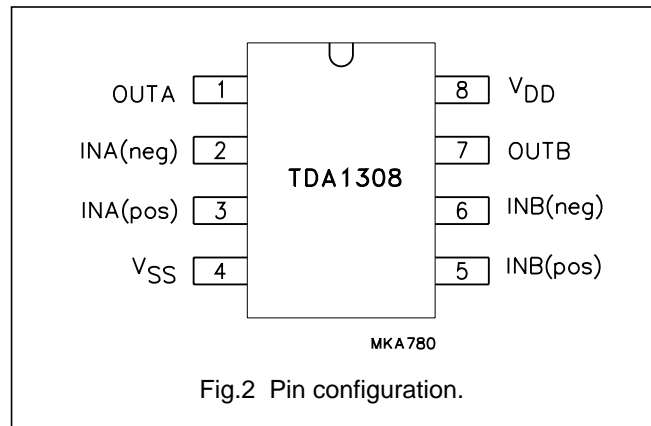 OUTA 1 8 VDD
INA(neg) 2 7 OUTB
TDA1308
INA(pos) 3 6 INB(neg)
VSS 4 5 INB(pos)
MKA780
Fig.2 Pin configuration.